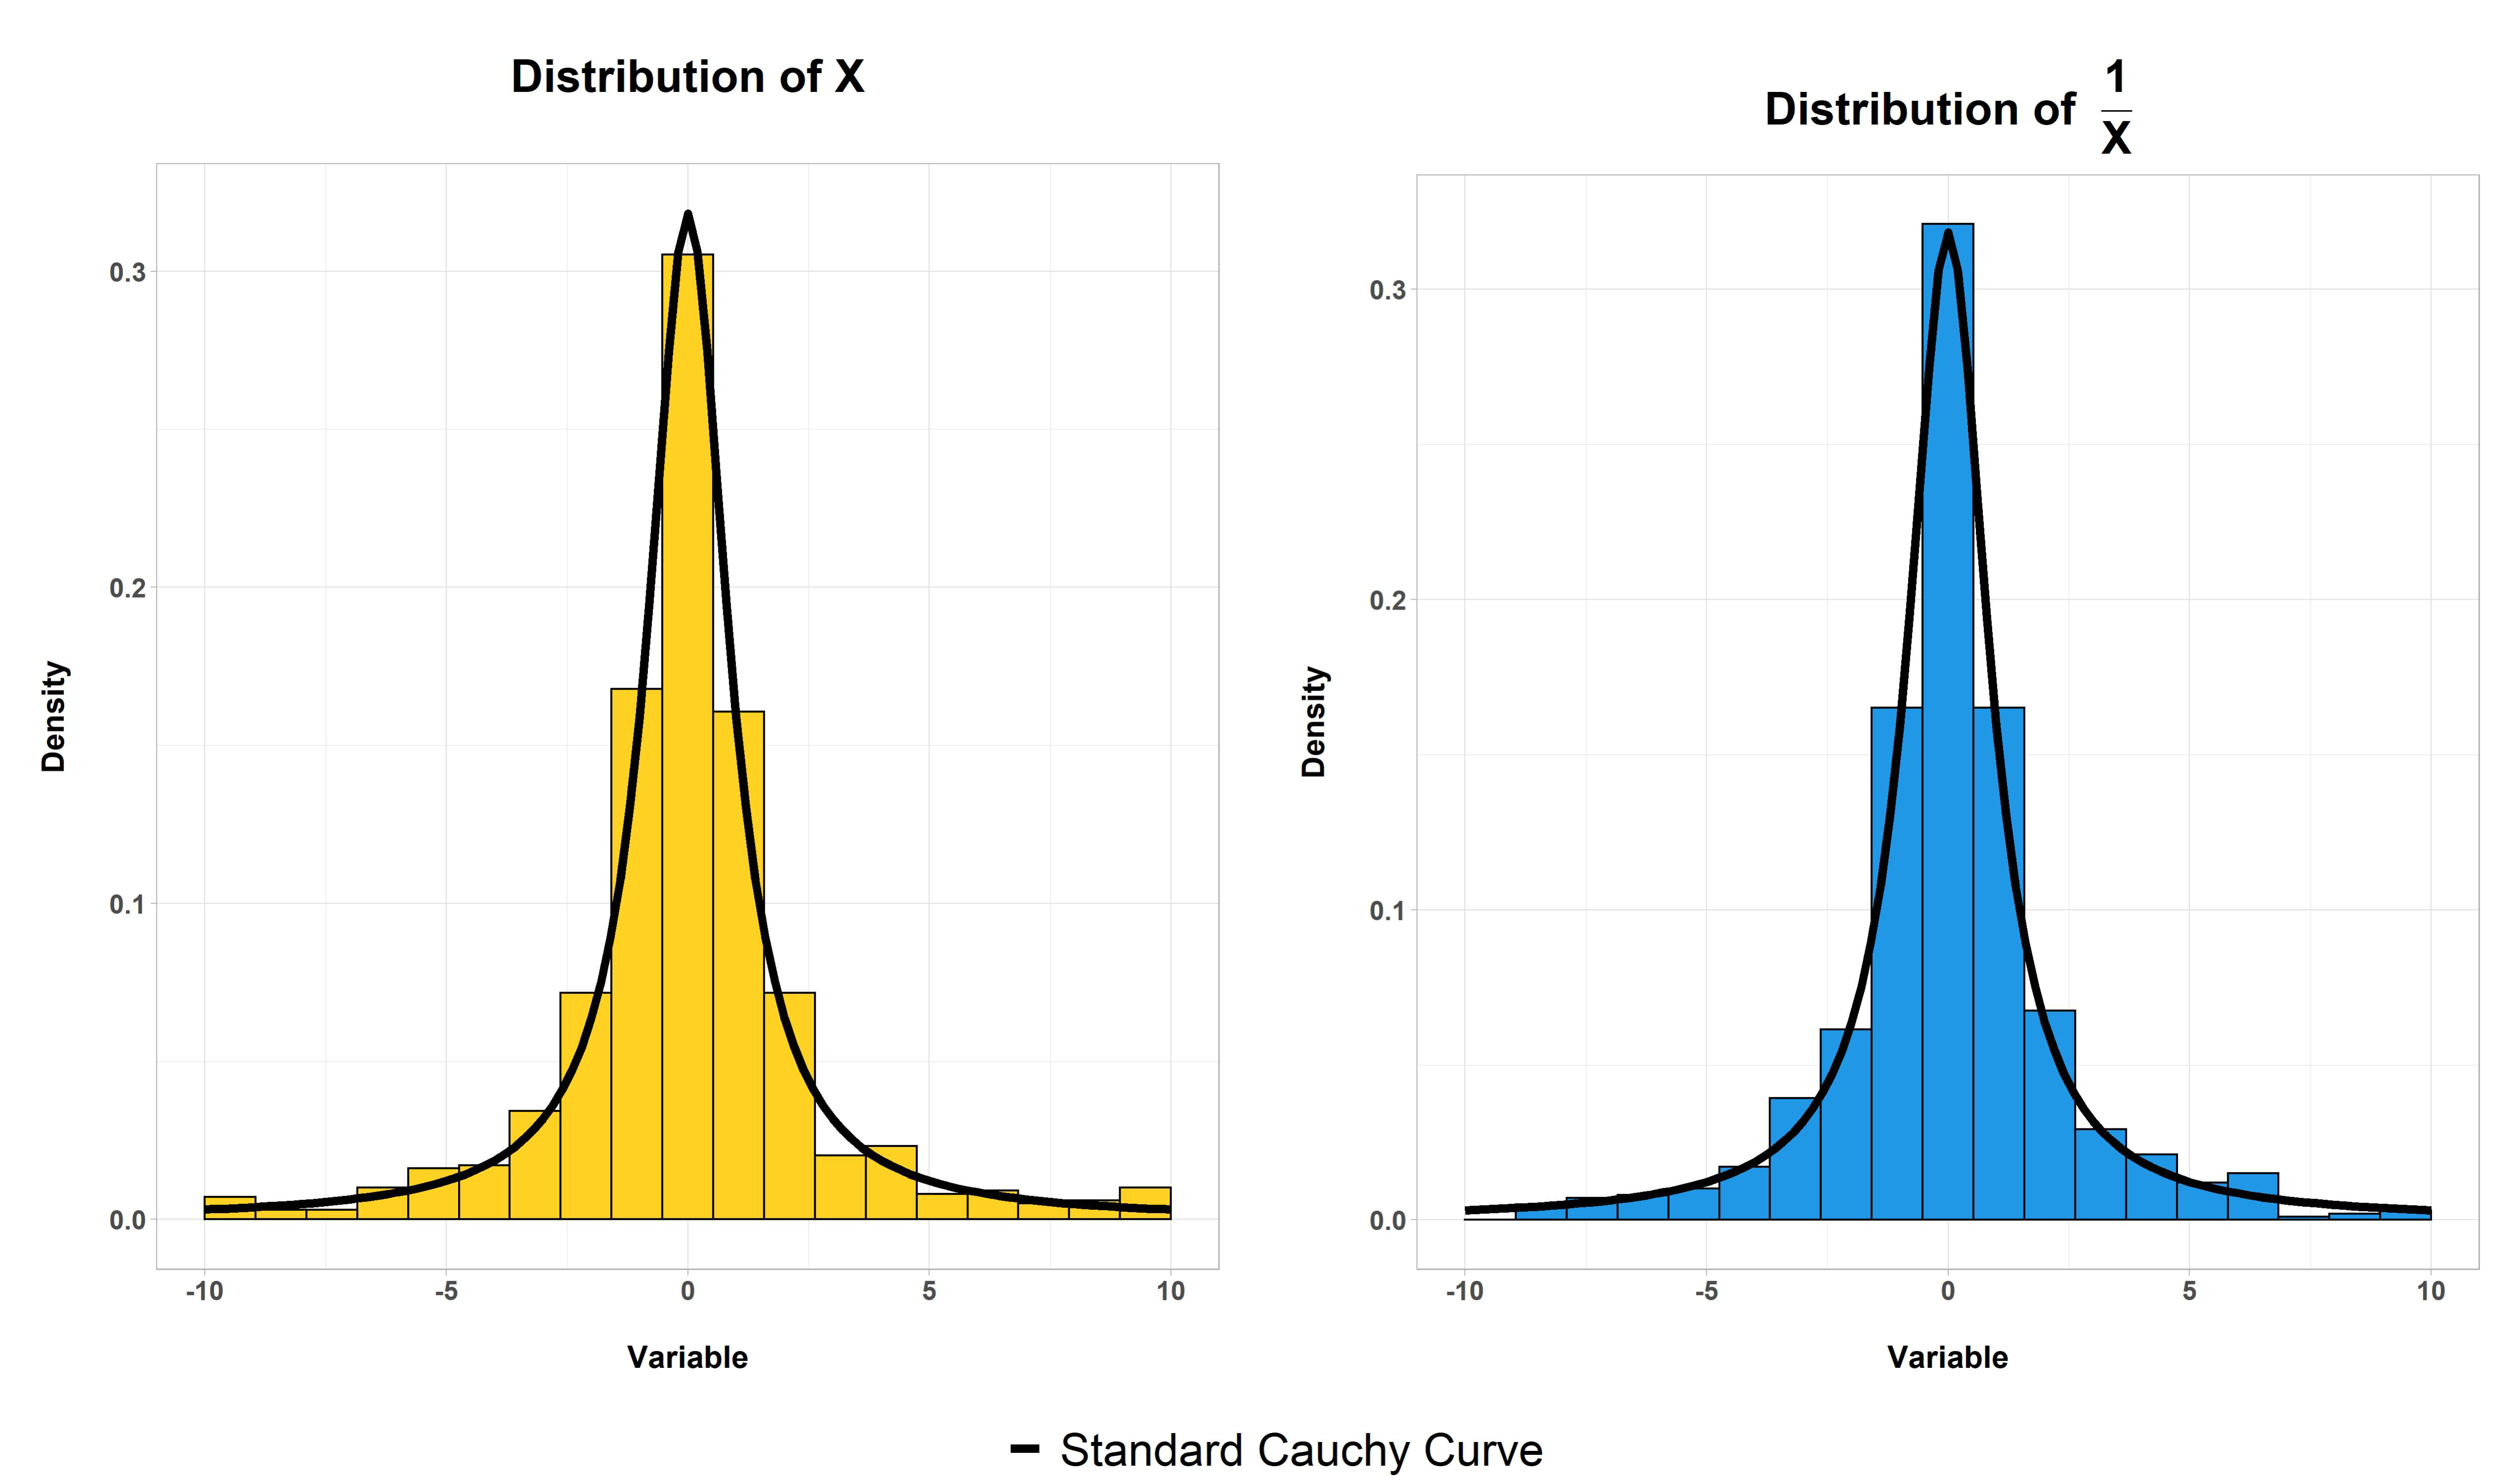 Distribution of X
Density
0.3
0.2
0.1
0.0
-10 -5 0 5 10
Variable
Distribution of 1/X
Density
0.3
0.2
0.1
0.0
-10 -5 0 5 10
Variable
Standard Cauchy Curve